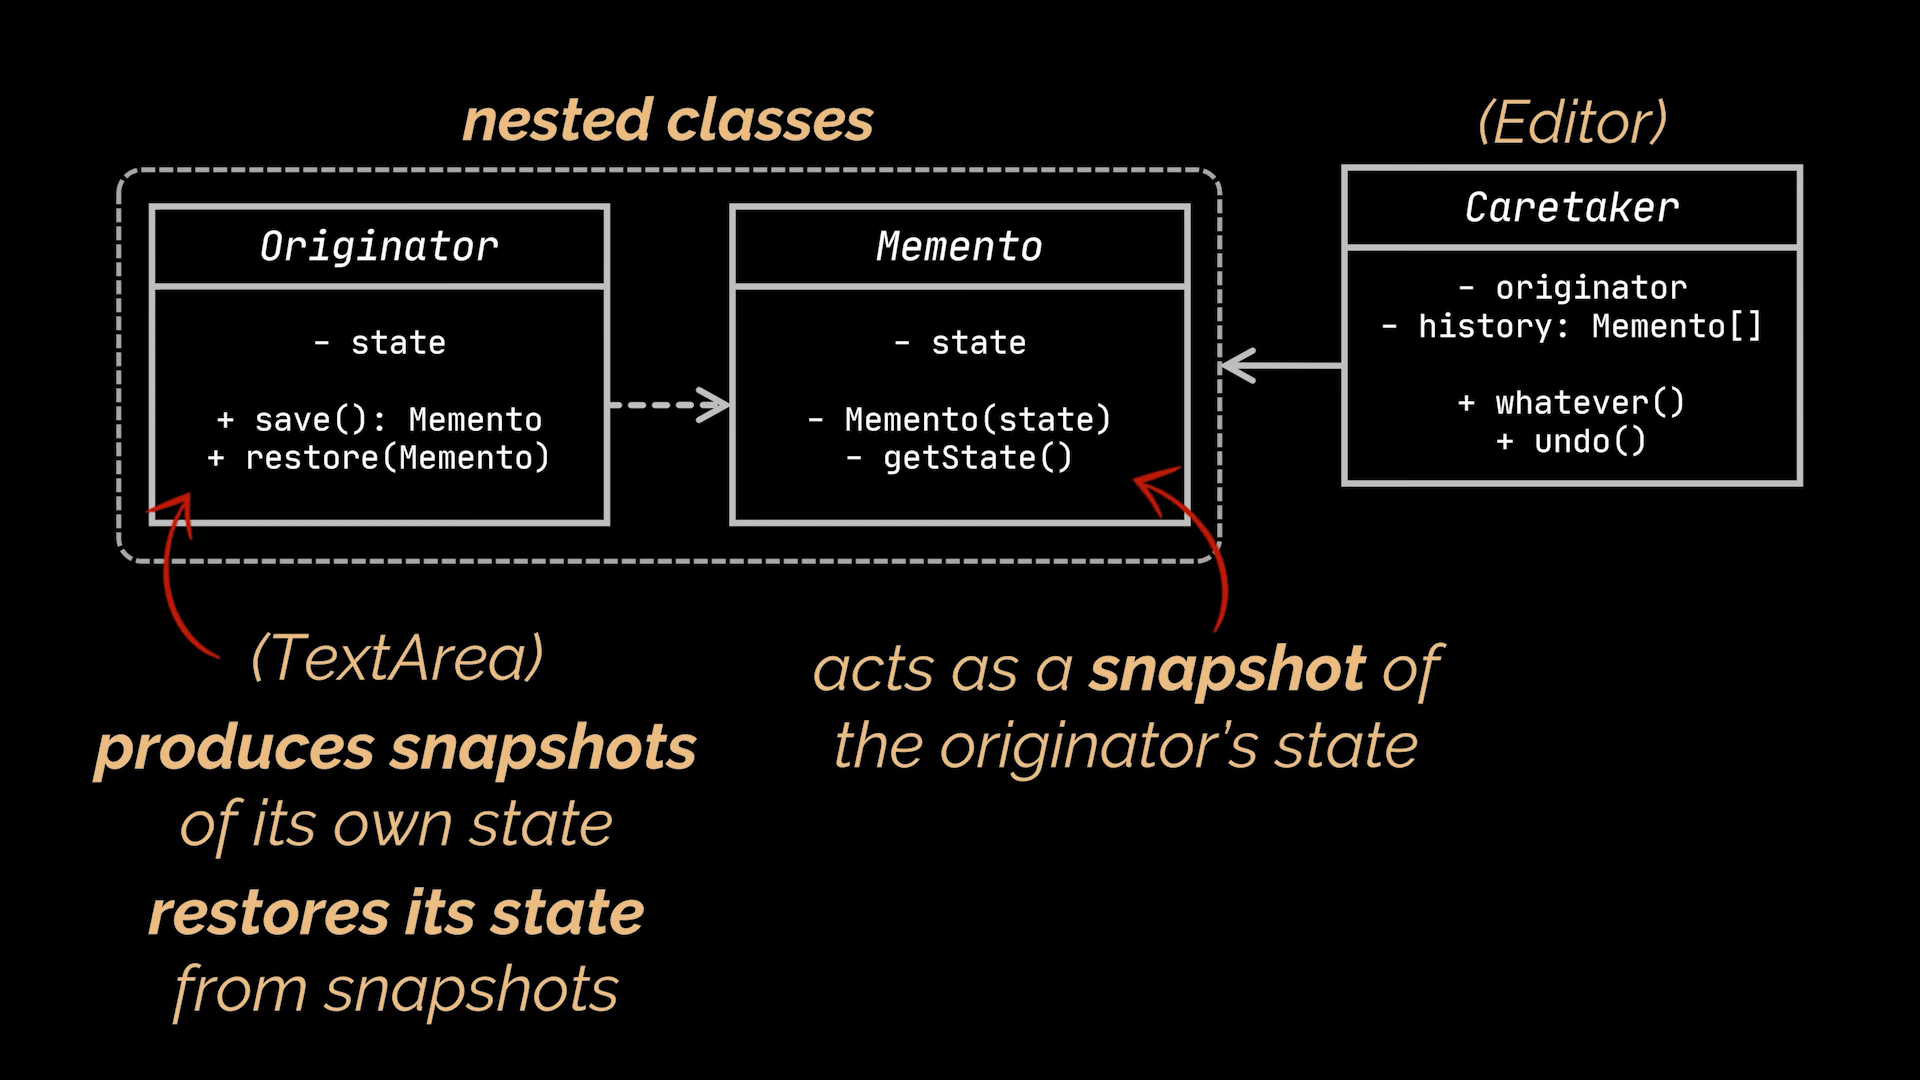 nested classes
(Editor)
Originator
- state
+ save(): Memento
+ restore(Memento)
Memento
- state
- Memento(state)
- getState()
Caretaker
- originator
- history: Memento[]
+ whatever()
+ undo()
(TextArea)
produces snapshots
of its own state
restores its state
from snapshots
acts as a snapshot of
the originator’s state